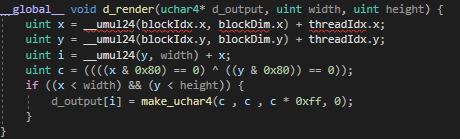 __global__ void d_render(uchar4* d_output, uint width, uint height) {
uint x = __umul24(blockIdx.x, blockDim.x) + threadIdx.x;
uint y = __umul24(blockIdx.y, blockDim.y) + threadIdx.y;
uint i = __umul24(y, width) + x;
uint c = ((((x & 0x80) == 0) ^ ((y & 0x80)) == 0));
if ((x < width) && (y < height)) {
d_output[i] = make_uchar4(c , c , c * 0xff, 0);
}
}